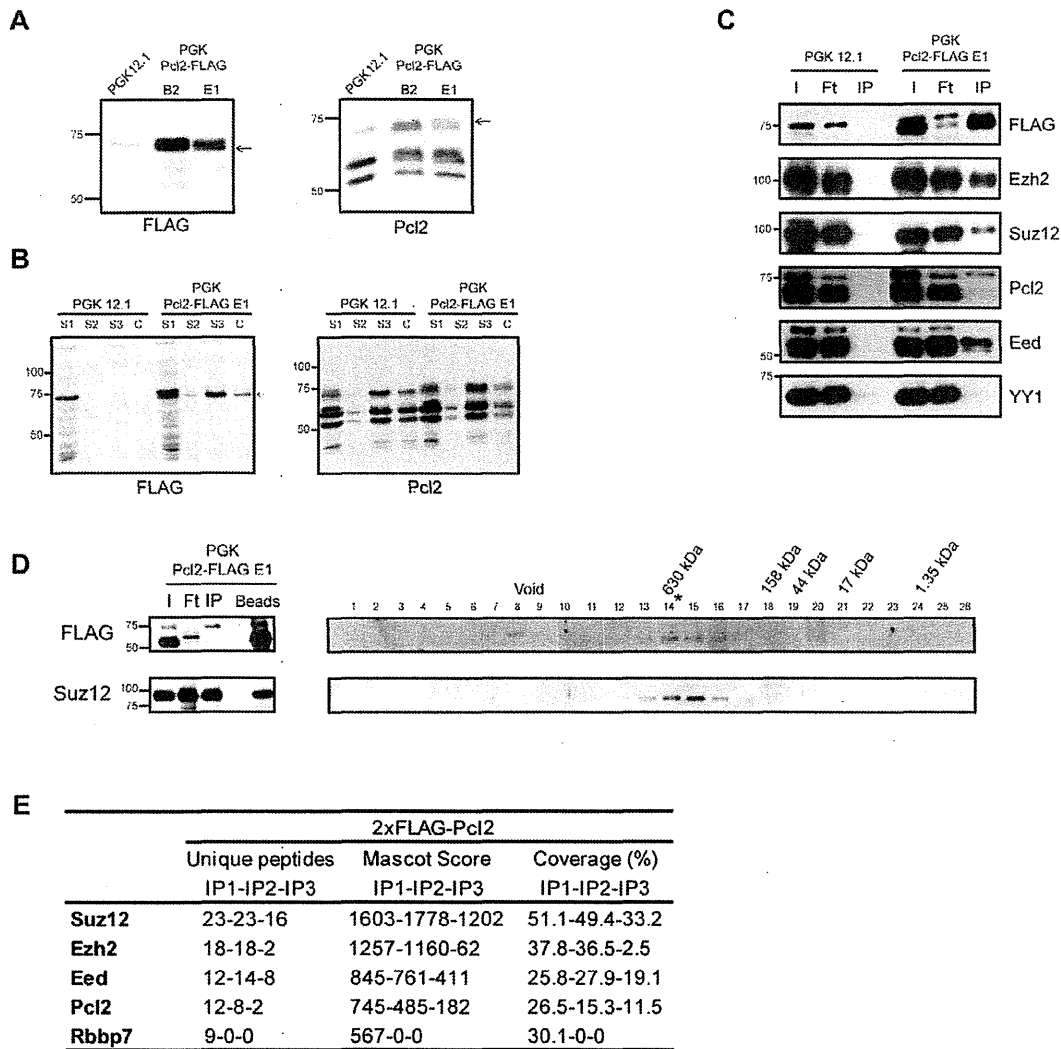 A
PGK12.1
PGK
Pcl2-FLAG
B2 E1
75
50
FLAG
PGK12.1
PGK
Pcl2-FLAG
B2 E1
75
50
Pcl2
B
PGK 12.1
PGK
Pcl2-FLAG E1
S1 S2 S3 C S1 S2 S3 C
100
75
50
FLAG
PGK 12.1
PGK
Pcl2-FLAG E1
S1 S2 S3 C S1 S2 S3 C
100
75
50
Pcl2
C
PGK 12.1
PGK
Pcl2-FLAG E1
I Ft IP I Ft IP
75 FLAG
100 Ezh2
100 Suz12
75 Pcl2
50 Eed
75
YY1
D
PGK
Pcl2-FLAG E1
I Ft IP Beads
FLAG 75
50
Suz12 100
75
Void 630 kDa 158 kDa 44 kDa 17 kDa 1.35 kDa
*
1 2 3 4 5 6 7 8 9 10 11 12 13 14 15 16 17 18 19 20 21 22 23 24 25 26
E
2xFLAG-Pcl2
Unique peptides Mascot Score Coverage (%)
IP1-IP2-IP3 IP1-IP2-IP3 IP1-IP2-IP3
Suz12 23-23-16 1603-1778-1202 51.1-49.4-33.2
Ezh2 18-18-2 1257-1160-62 37.8-36.5-2.5
Eed 12-14-8 845-761-411 25.8-27.9-19.1
Pcl2 12-8-2 745-485-182 26.5-15.3-11.5
Rbbp7 9-0-0 567-0-0 30.1-0-0